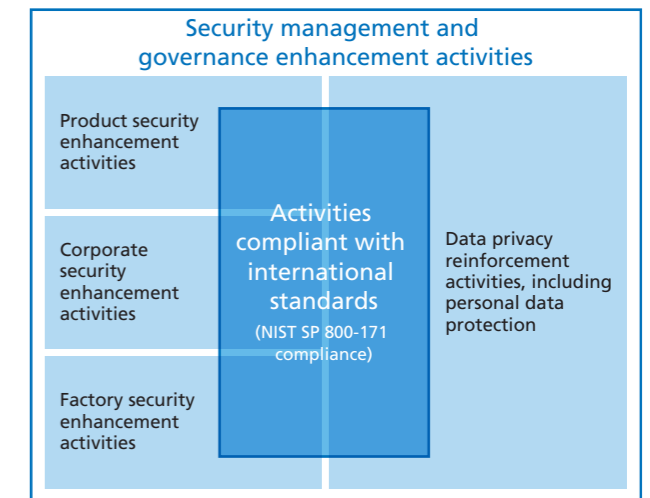 Security management and
governance enhancement activities
Product security
enhancement
activities
Corporate
security
enhancement
activities
Factory security
enhancement
activities
Activities
compliant with
international
standards
(NIST SP 800-171
compliance)
Data privacy
reinforcement
activities, including
personal data
protection